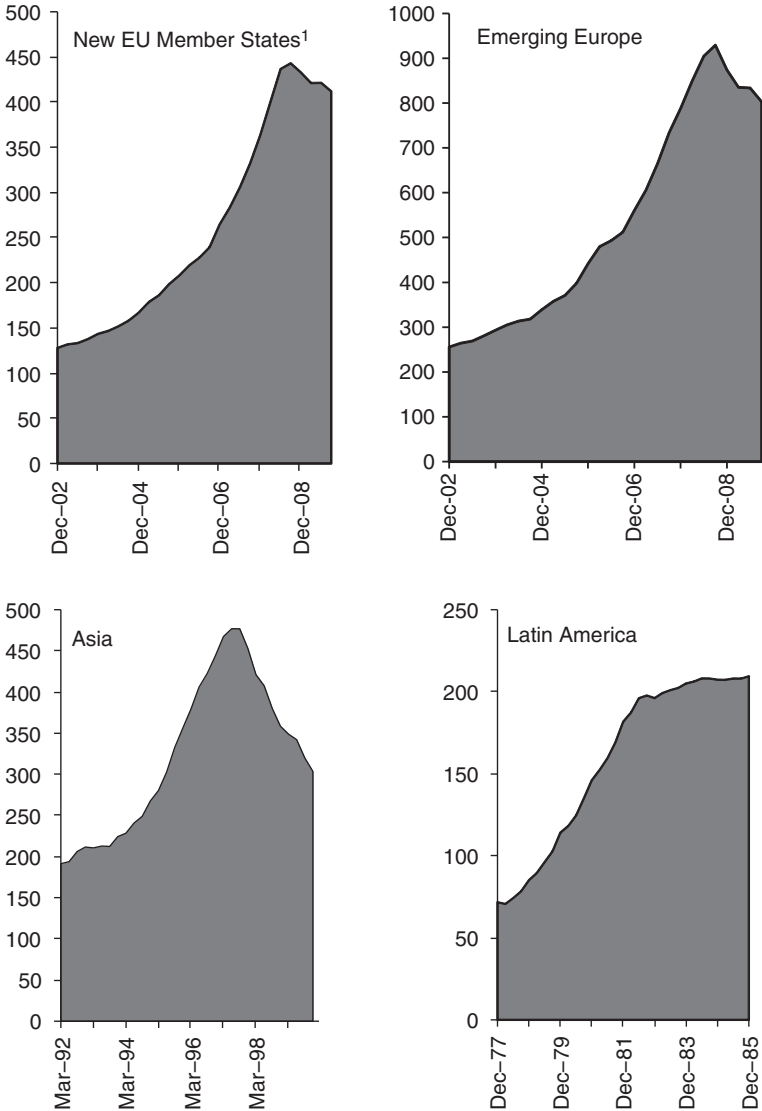 New EU Member States¹
500
450
400
350
300
250
200
150
100
50
0
Dec–02
Dec–04
Dec–06
Dec–08
Emerging Europe
1000
900
800
700
600
500
400
300
200
100
0
Dec-02
Dec-04
Dec-06
Dec-08
Asia
500
450
400
350
300
250
200
150
100
50
0
Mar–92
Mar–94
Mar–96
Mar–98
Latin America
250
200
150
100
50
0
Dec–77
Dec–79
Dec–81
Dec–83
Dec–85